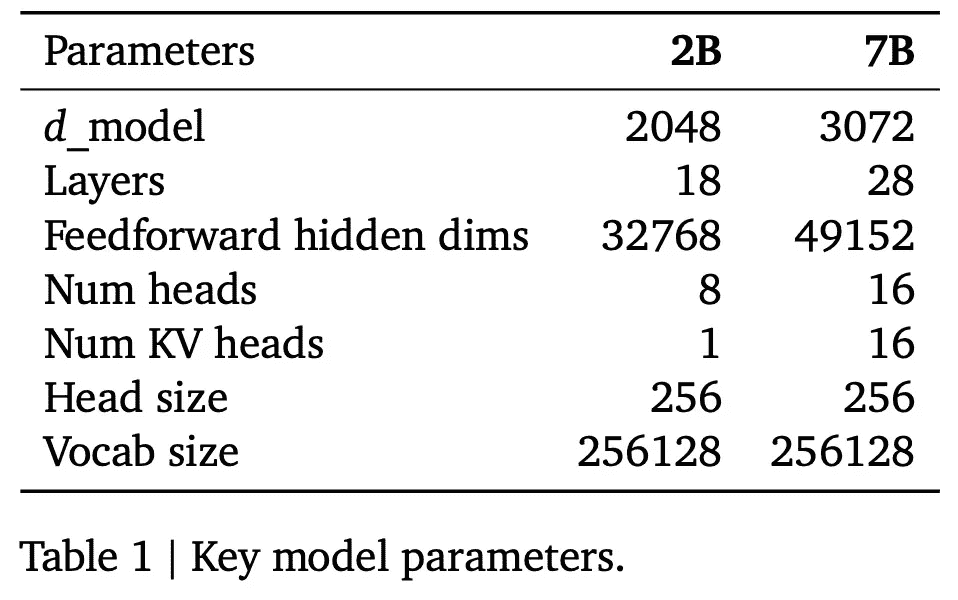 Parameters 2B 7B
d_model 2048 3072
Layers 18 28
Feedforward hidden dims 32768 49152
Num heads 8 16
Num KV heads 1 16
Head size 256 256
Vocab size 256128 256128
Table 1 | Key model parameters.